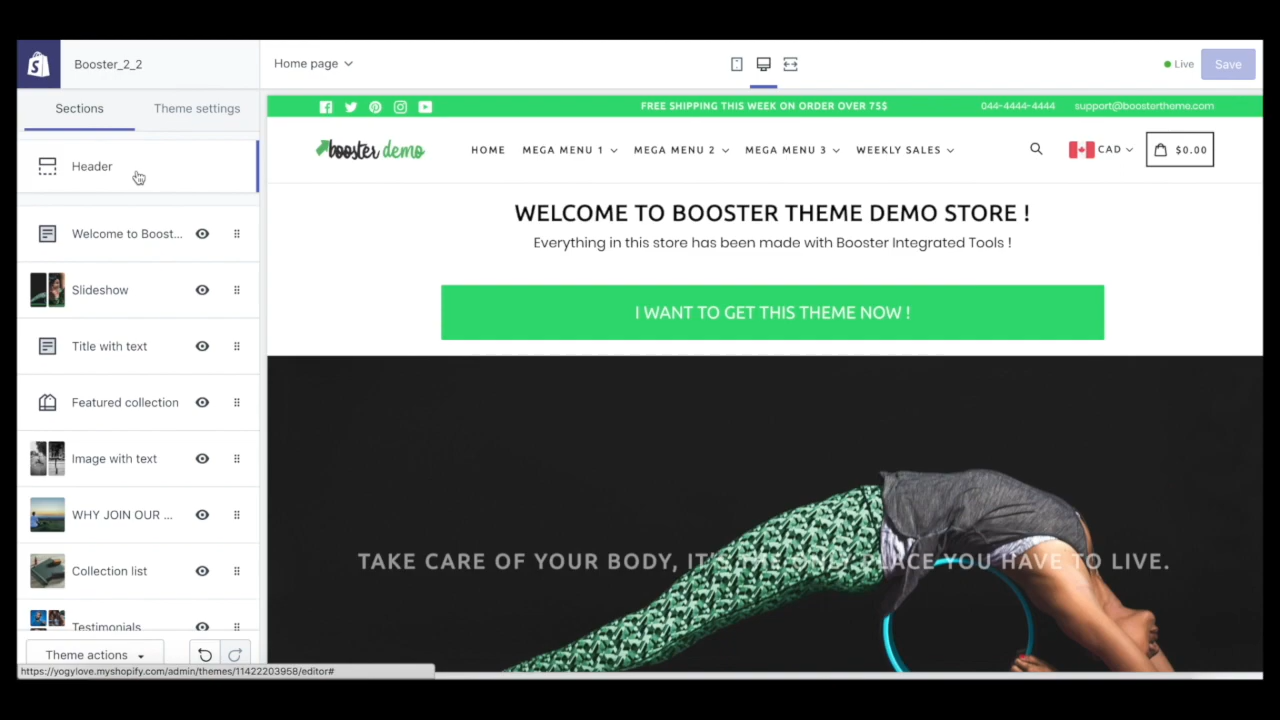 Booster_2_2
Home page
Live
Save
Sections
Theme settings
Header
Welcome to Boost...
Slideshow
Title with text
Featured collection
Image with text
WHY JOIN OUR ...
Collection list
Testimonials
Theme actions
https://yogylove.myshopify.com/admin/themes/11422203958/editor#
FREE SHIPPING THIS WEEK ON ORDER OVER 75$
044-4444-4444
support@boostertheme.com
booster demo
HOME
MEGA MENU 1
MEGA MENU 2
MEGA MENU 3
WEEKLY SALES
CAD
$0.00
WELCOME TO BOOSTER THEME DEMO STORE !
Everything in this store has been made with Booster Integrated Tools !
I WANT TO GET THIS THEME NOW !
TAKE CARE OF YOUR BODY, IT'S THE ONLY PLACE YOU HAVE TO LIVE.